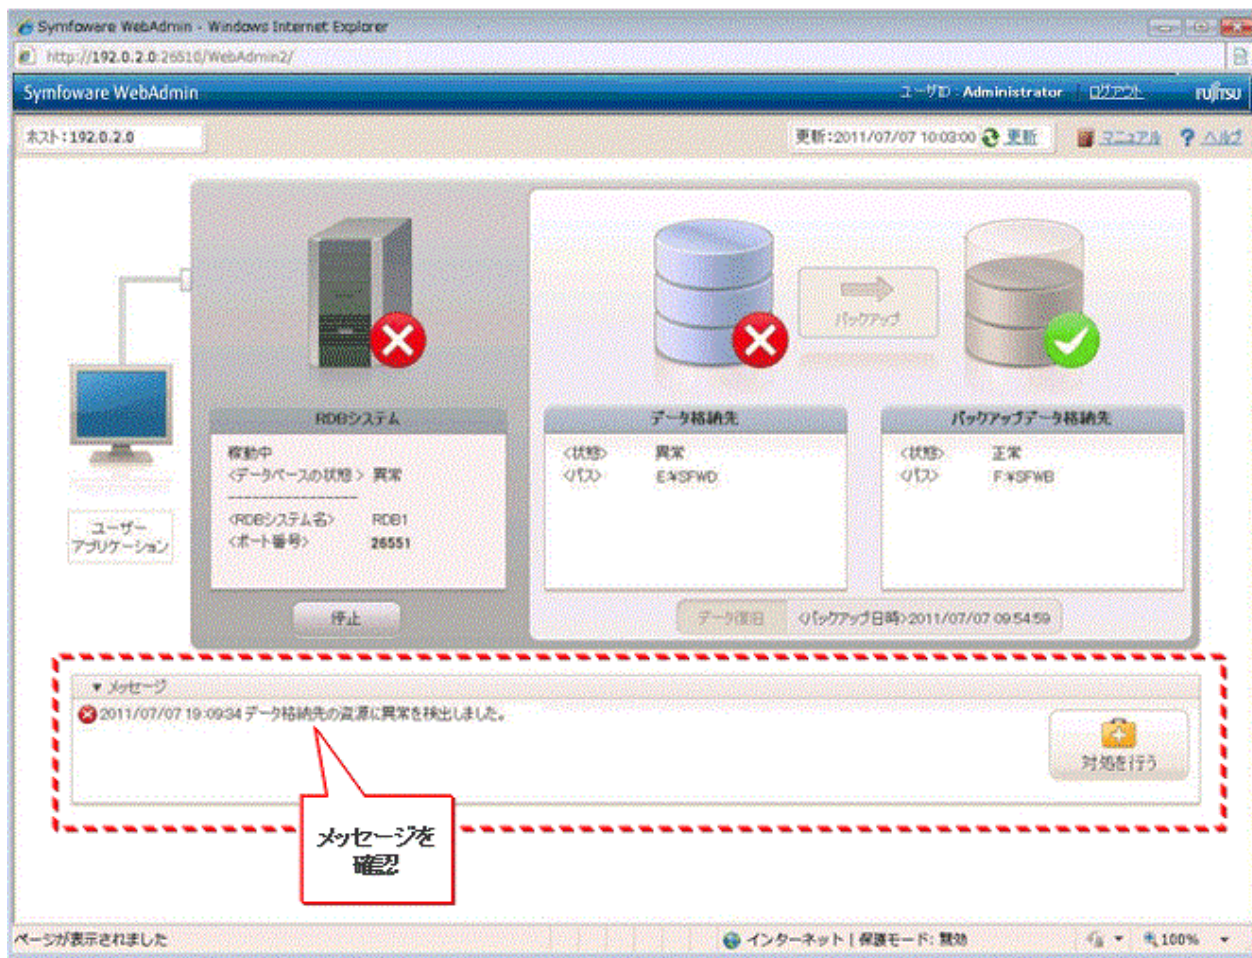 Symfoware WebAdmin - Windows Internet Explorer
http://192.0.2.0:26510/WebAdmin2/
Symfoware WebAdmin
ユーザID : Administrator
ログアウト
FUJITSU
ホスト:192.0.2.0
更新:2011/07/07 10:03:00 更新
マニュアル
? ヘルプ
バックアップ
RDBシステム
稼動中
<データベースの状態> 異常
----------------
<RDBシステム名> RDB1
<ポート番号> 26551
停止
データ格納先
<状態> 異常
<パス> E:¥SFWD
バックアップデータ格納先
<状態> 正常
<パス> F:¥SFWB
ユーザー
アプリケーション
データ復旧
<バックアップ日時>2011/07/07 09:54:59
▼ メッセージ
2011/07/07 19:09:34 データ格納先の資源に異常を検出しました。
対処を行う
メッセージを
確認
ページが表示されました
インターネット | 保護モード: 無効
100%